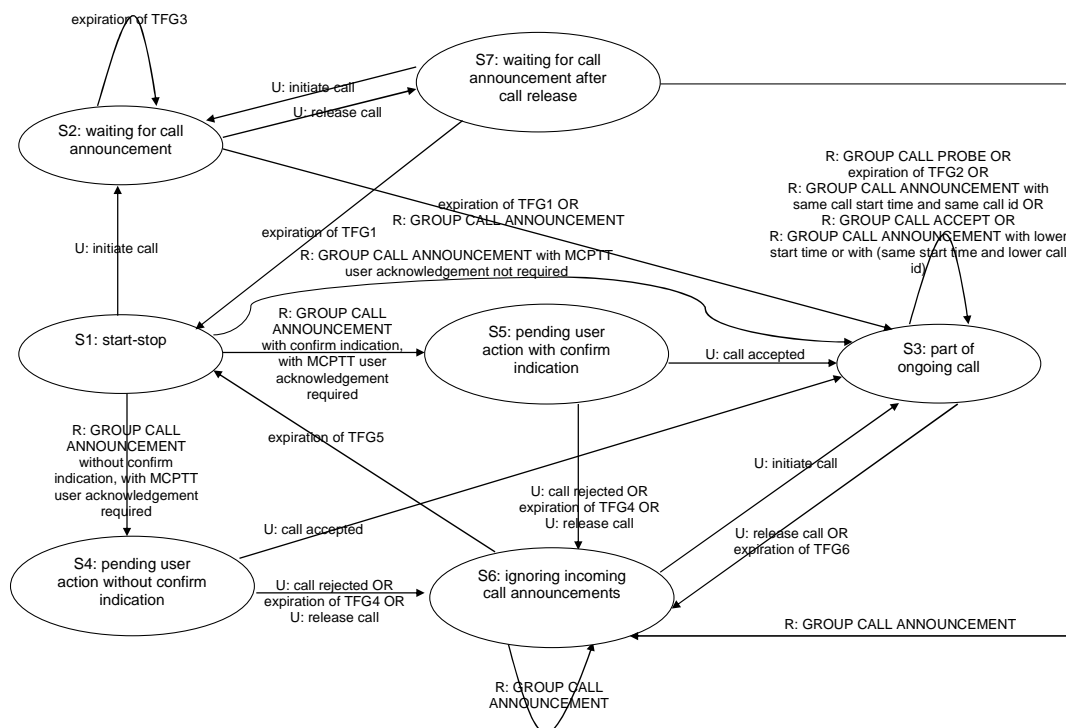 expiration of TFG3
S7: waiting for call
announcement after
call release
U: initiate call
U: release call
S2: waiting for call
announcement
R: GROUP CALL PROBE OR
expiration of TFG2 OR
R: GROUP CALL ANNOUNCEMENT with
same call start time and same call id OR
R: GROUP CALL ACCEPT OR
R: GROUP CALL ANNOUNCEMENT with lower
start time or with (same start time and lower call
id)
expiration of TFG1 OR
R: GROUP CALL ANNOUNCEMENT
expiration of TFG1
U: initiate call
R: GROUP CALL ANNOUNCEMENT with MCPTT
user acknowledgement not required
S1: start-stop
R: GROUP CALL
ANNOUNCEMENT
with confirm indication,
with MCPTT user
acknowledgement
required
S5: pending user
action with confirm
indication
U: call accepted
S3: part of
ongoing call
R: GROUP CALL
ANNOUNCEMENT
without confirm
indication, with MCPTT
user acknowledgement
required
expiration of TFG5
U: initiate call
U: call rejected OR
expiration of TFG4 OR
U: release call
U: call accepted
U: release call OR
expiration of TFG6
S4: pending user
action without confirm
indication
U: call rejected OR
expiration of TFG4 OR
U: release call
S6: ignoring incoming
call announcements
R: GROUP CALL ANNOUNCEMENT
R: GROUP CALL
ANNOUNCEMENT